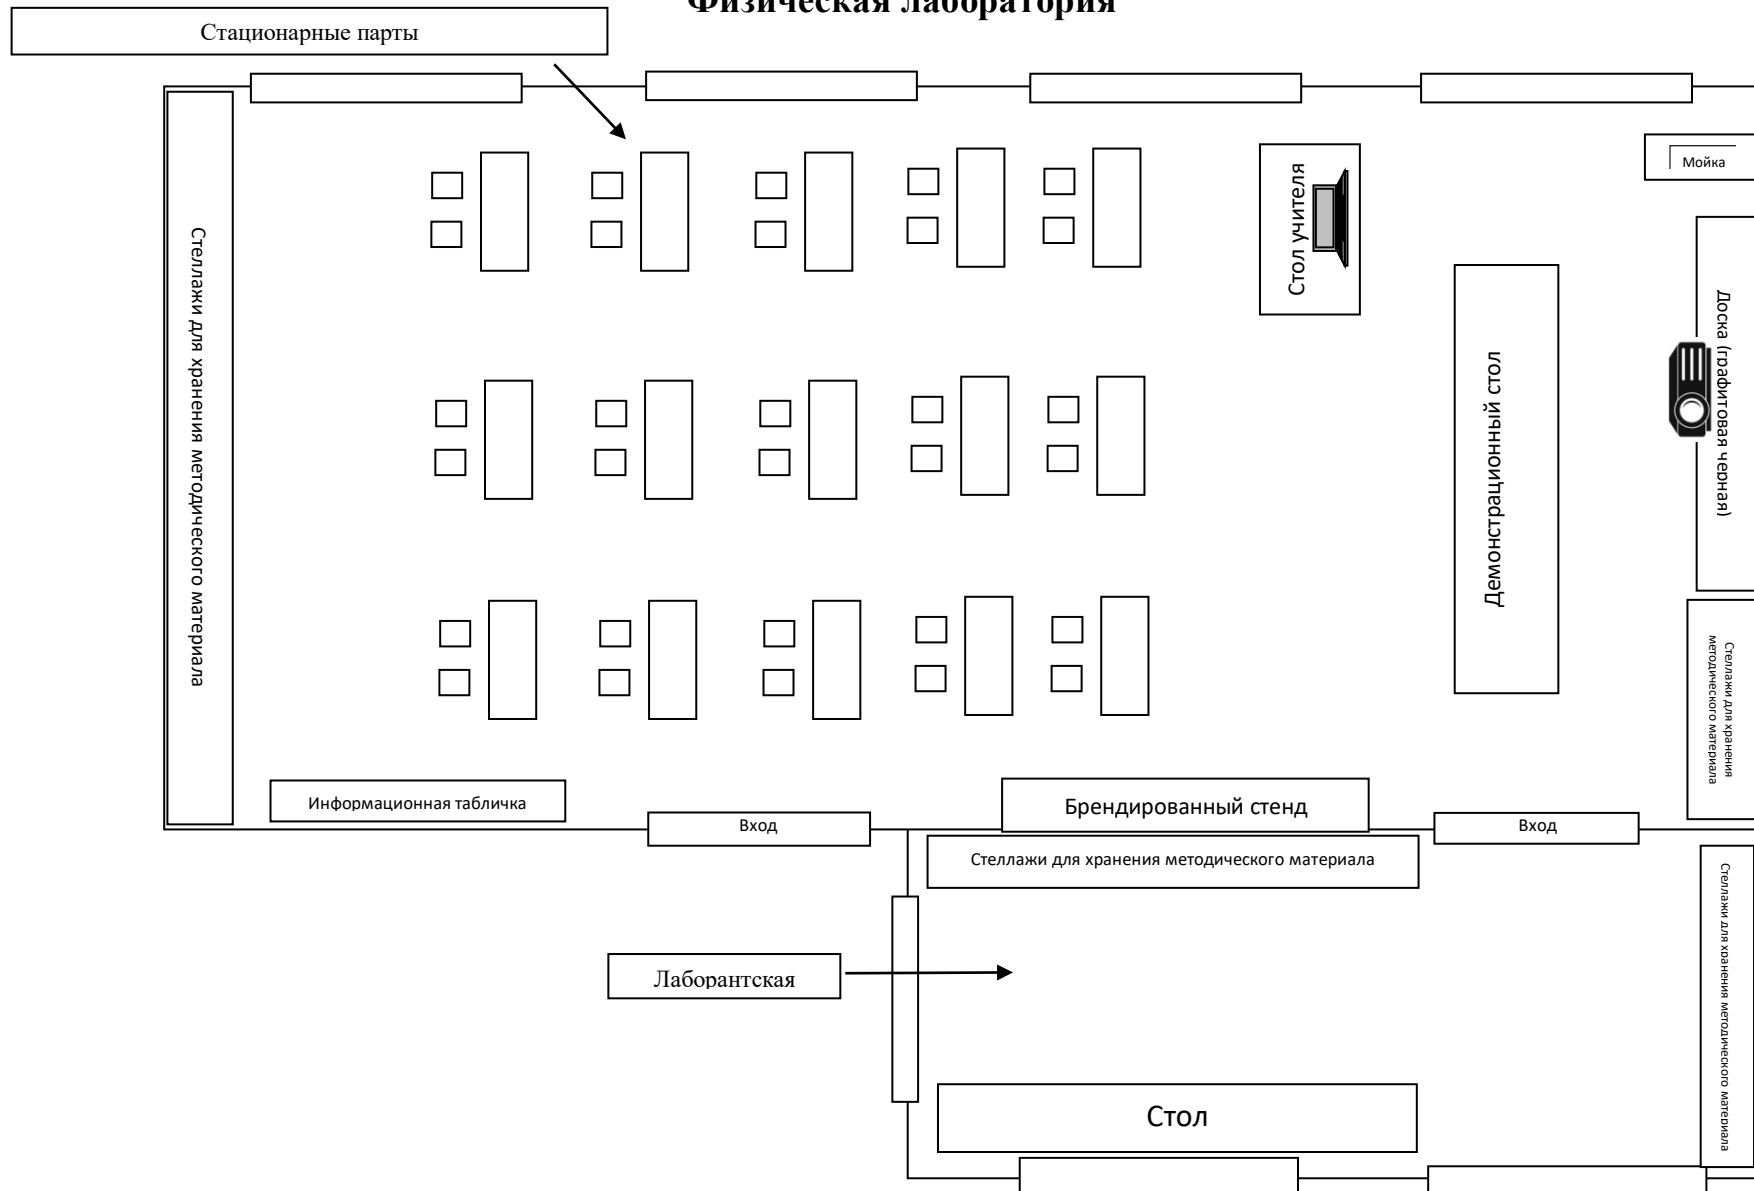 Физическая лаборатория
Стационарные парты
Мойка
Стол учителя
Стеллажи для хранения методического материала
Доска (графитовая черная)
Демонстрационный стол
Стеллажи для хранения
методического материала
Информационная табличка
Брендированный стенд
Вход
Вход
Стеллажи для хранения методического материала
Стеллажи для хранения методического материала
Лаборантская
Стол